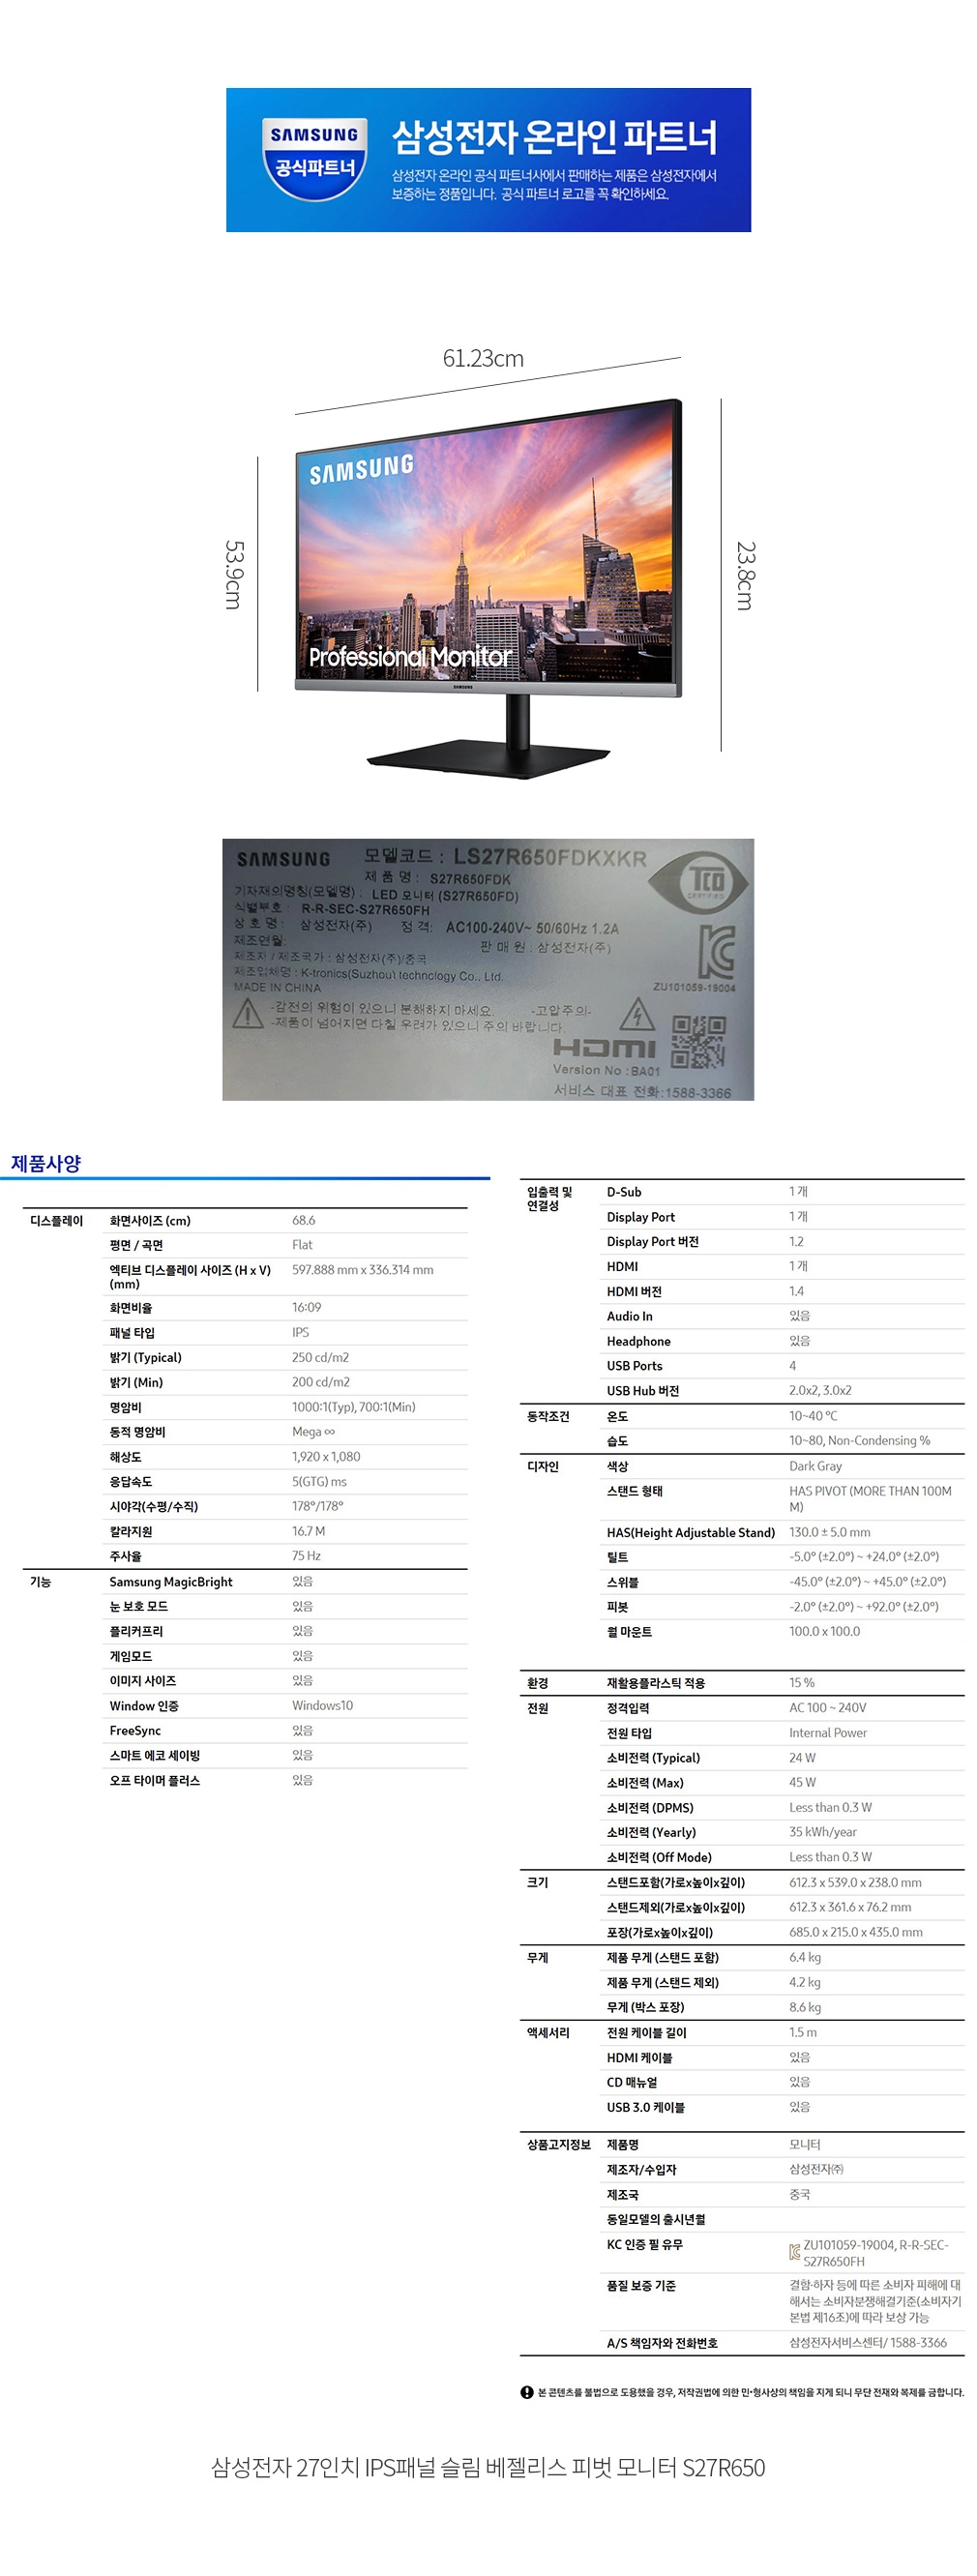 SAMSUNG
공식파트너
삼성전자 온라인 파트너
삼성전자 온라인 공식 파트너사에서 판매하는 제품은 삼성전자에서
보증하는 정품입니다. 공식 파트너 로고를 꼭 확인하세요.
61.23cm
53.9cm
23.8cm
SAMSUNG
Professional Monitor
SAMSUNG
SAMSUNG 모델코드 : LS27R650FDKXKR
제 품 명 : S27R650FDK
기자재의명칭(모델명) : LED 모니터 (S27R650FD)
식별부호 : R-R-SEC-S27R650FH
상 호 명 : 삼성전자(주) 정 격: AC100-240V~ 50/60Hz 1.2A
제조연월: 판 매 원 : 삼성전자(주)
제조자 / 제조국가 : 삼성전자(주)/중국
제조업체명 : K-tronics(Suzhou) technology Co., Ltd.
MADE IN CHINA
TCO
CERTIFIED
ZU101059-19004
-감전의 위험이 있으니 분해하지 마세요. -고압주의-
-제품이 넘어지면 다칠 우려가 있으니 주의 바랍니다.
HDMI
Version No : BA01
서비스 대표 전화:1588-3366
제품사양
디스플레이 화면사이즈 (cm) 68.6
평면 / 곡면 Flat
엑티브 디스플레이 사이즈 (H x V) 597.888 mm x 336.314 mm
(mm)
화면비율 16:09
패널 타입 IPS
밝기 (Typical) 250 cd/m2
밝기 (Min) 200 cd/m2
명암비 1000:1(Typ), 700:1(Min)
동적 명암비 Mega ∞
해상도 1,920 x 1,080
응답속도 5(GTG) ms
시야각(수평/수직) 178°/178°
칼라지원 16.7 M
주사율 75 Hz
기능 Samsung MagicBright 있음
눈 보호 모드 있음
플리커프리 있음
게임모드 있음
이미지 사이즈 있음
Window 인증 Windows10
FreeSync 있음
스마트 에코 세이빙 있음
오프 타이머 플러스 있음
입출력 및 D-Sub 1 개
연결성
Display Port 1 개
Display Port 버전 1.2
HDMI 1 개
HDMI 버전 1.4
Audio In 있음
Headphone 있음
USB Ports 4
USB Hub 버전 2.0x2, 3.0x2
동작조건 온도 10~40 ℃
습도 10~80, Non-Condensing %
디자인 색상 Dark Gray
스탠드 형태 HAS PIVOT (MORE THAN 100M
M)
HAS(Height Adjustable Stand) 130.0 ± 5.0 mm
틸트 -5.0° (±2.0°) ~ +24.0° (±2.0°)
스위블 -45.0° (±2.0°) ~ +45.0° (±2.0°)
피봇 -2.0° (±2.0°) ~ +92.0° (±2.0°)
월 마운트 100.0 x 100.0
환경 재활용플라스틱 적용 15 %
전원 정격입력 AC 100 ~ 240V
전원 타입 Internal Power
소비전력 (Typical) 24 W
소비전력 (Max) 45 W
소비전력 (DPMS) Less than 0.3 W
소비전력 (Yearly) 35 kWh/year
소비전력 (Off Mode) Less than 0.3 W
크기 스탠드포함(가로x높이x깊이) 612.3 x 539.0 x 238.0 mm
스탠드제외(가로x높이x깊이) 612.3 x 361.6 x 76.2 mm
포장(가로x높이x깊이) 685.0 x 215.0 x 435.0 mm
무게 제품 무게 (스탠드 포함) 6.4 kg
제품 무게 (스탠드 제외) 4.2 kg
무게 (박스 포장) 8.6 kg
액세서리 전원 케이블 길이 1.5 m
HDMI 케이블 있음
CD 매뉴얼 있음
USB 3.0 케이블 있음
상품고지정보 제품명 모니터
제조자/수입자 삼성전자㈜
제조국 중국
동일모델의 출시년월
KC 인증 필 유무 ZU101059-19004, R-R-SEC-
S27R650FH
품질 보증 기준 결함·하자 등에 따른 소비자 피해에 대
해서는 소비자분쟁해결기준(소비자기
본법 제16조)에 따라 보상 가능
A/S 책임자와 전화번호 삼성전자서비스센터/ 1588-3366
본 콘텐츠를 불법으로 도용했을 경우, 저작권법에 의한 민•형사상의 책임을 지게 되니 무단 전재와 복제를 금합니다.
삼성전자 27인치 IPS패널 슬림 베젤리스 피벗 모니터 S27R650